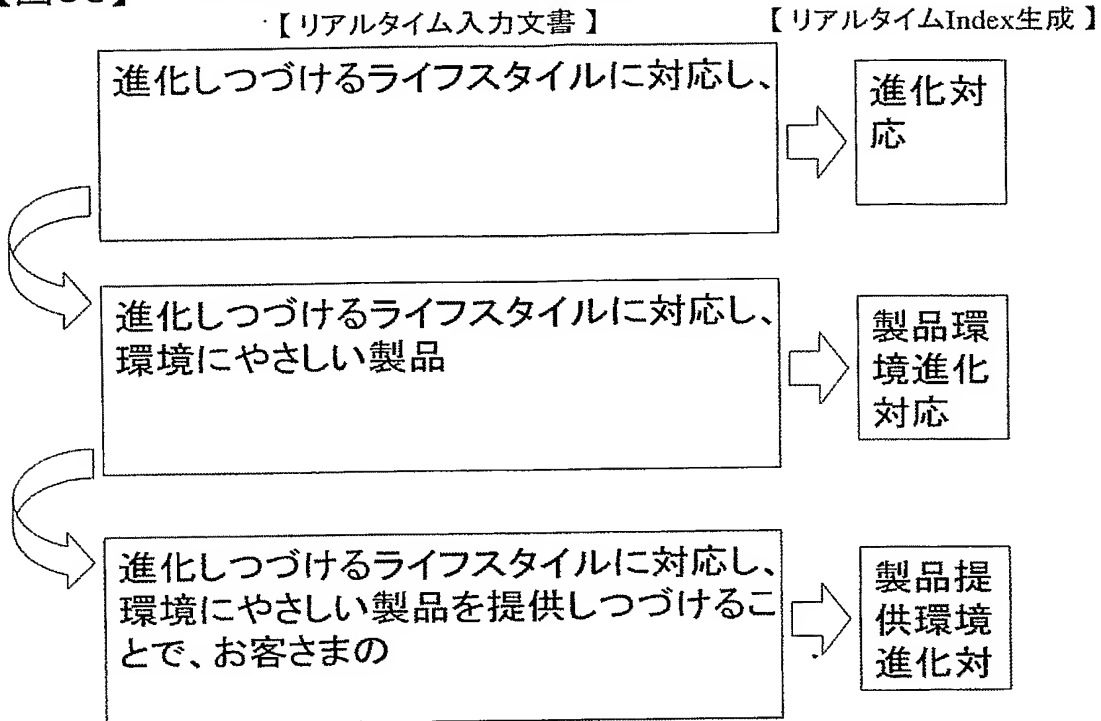 【リアルタイム入力文書】
【リアルタイムIndex生成】
進化しつづけるライフスタイルに対応し、
進化対
応
進化しつづけるライフスタイルに対応し、
環境にやさしい製品
製品環
境進化
対応
進化しつづけるライフスタイルに対応し、
環境にやさしい製品を提供しつづけるこ
とで、お客さまの
製品提
供環境
進化対